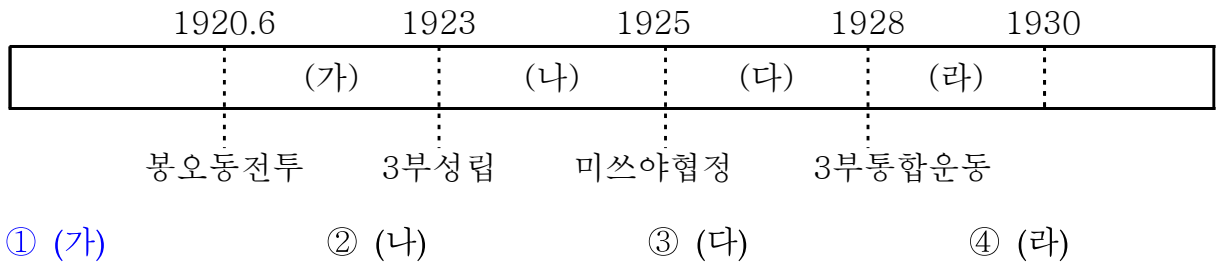 1920.6 1923 1925 1928 1930
(가) (나) (다) (라)
봉오동전투 3부성립 미쓰야협정 3부통합운동
① (가) ② (나) ③ (다) ④ (라)